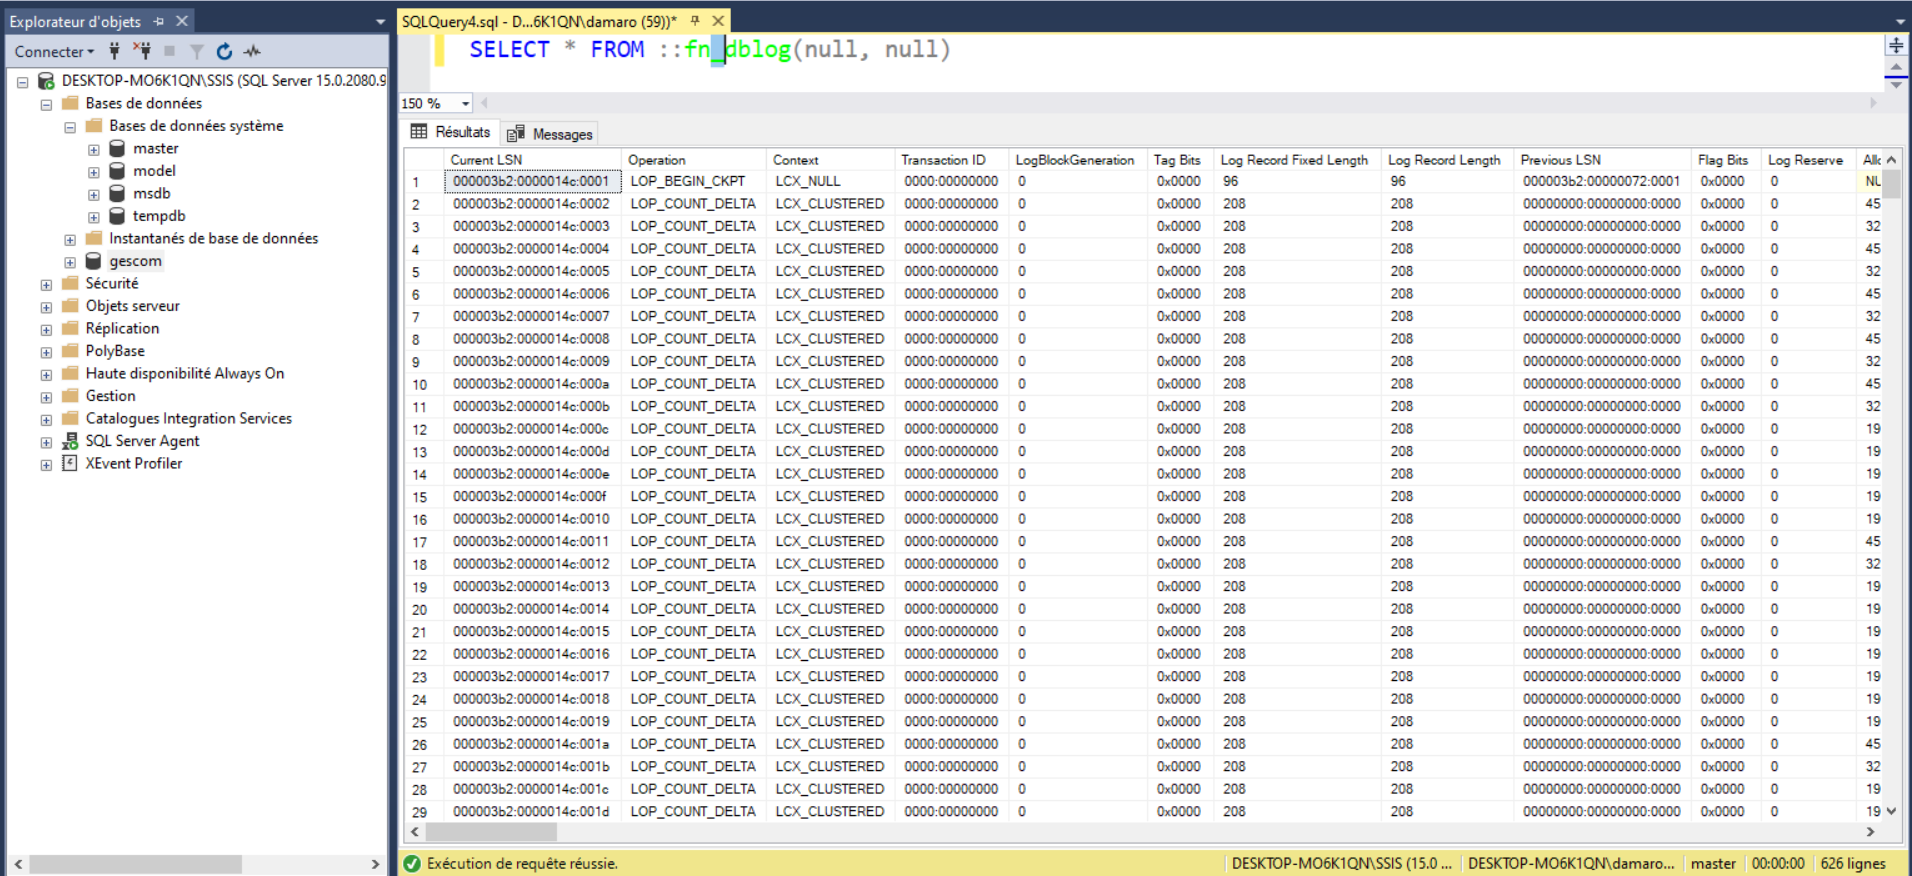 Explorateur d'objets
Connecter
DESKTOP-MO6K1QN\SSIS (SQL Server 15.0.2080.9
Bases de données
Bases de données système
master
model
msdb
tempdb
Instantanés de base de données
gescom
Sécurité
Objets serveur
Réplication
PolyBase
Haute disponibilité Always On
Gestion
Catalogues Integration Services
SQL Server Agent
XEvent Profiler
SQLQuery4.sql - D...6K1QN\damaro (59))*
SELECT * FROM ::fn_dblog(null, null)
150 %
Résultats Messages
Current LSN Operation Context Transaction ID LogBlockGeneration Tag Bits Log Record Fixed Length Log Record Length Previous LSN Flag Bits Log Reserve Allc
1 000003b2:0000014c:0001 LOP_BEGIN_CKPT LCX_NULL 0000:00000000 0 0x0000 96 96 000003b2:00000072:0001 0x0000 0 NU
2 000003b2:0000014c:0002 LOP_COUNT_DELTA LCX_CLUSTERED 0000:00000000 0 0x0000 208 208 00000000:00000000:0000 0x0000 0 45
3 000003b2:0000014c:0003 LOP_COUNT_DELTA LCX_CLUSTERED 0000:00000000 0 0x0000 208 208 00000000:00000000:0000 0x0000 0 32
4 000003b2:0000014c:0004 LOP_COUNT_DELTA LCX_CLUSTERED 0000:00000000 0 0x0000 208 208 00000000:00000000:0000 0x0000 0 45
5 000003b2:0000014c:0005 LOP_COUNT_DELTA LCX_CLUSTERED 0000:00000000 0 0x0000 208 208 00000000:00000000:0000 0x0000 0 32
6 000003b2:0000014c:0006 LOP_COUNT_DELTA LCX_CLUSTERED 0000:00000000 0 0x0000 208 208 00000000:00000000:0000 0x0000 0 45
7 000003b2:0000014c:0007 LOP_COUNT_DELTA LCX_CLUSTERED 0000:00000000 0 0x0000 208 208 00000000:00000000:0000 0x0000 0 32
8 000003b2:0000014c:0008 LOP_COUNT_DELTA LCX_CLUSTERED 0000:00000000 0 0x0000 208 208 00000000:00000000:0000 0x0000 0 45
9 000003b2:0000014c:0009 LOP_COUNT_DELTA LCX_CLUSTERED 0000:00000000 0 0x0000 208 208 00000000:00000000:0000 0x0000 0 32
10 000003b2:0000014c:000a LOP_COUNT_DELTA LCX_CLUSTERED 0000:00000000 0 0x0000 208 208 00000000:00000000:0000 0x0000 0 45
11 000003b2:0000014c:000b LOP_COUNT_DELTA LCX_CLUSTERED 0000:00000000 0 0x0000 208 208 00000000:00000000:0000 0x0000 0 32
12 000003b2:0000014c:000c LOP_COUNT_DELTA LCX_CLUSTERED 0000:00000000 0 0x0000 208 208 00000000:00000000:0000 0x0000 0 19
13 000003b2:0000014c:000d LOP_COUNT_DELTA LCX_CLUSTERED 0000:00000000 0 0x0000 208 208 00000000:00000000:0000 0x0000 0 19
14 000003b2:0000014c:000e LOP_COUNT_DELTA LCX_CLUSTERED 0000:00000000 0 0x0000 208 208 00000000:00000000:0000 0x0000 0 19
15 000003b2:0000014c:000f LOP_COUNT_DELTA LCX_CLUSTERED 0000:00000000 0 0x0000 208 208 00000000:00000000:0000 0x0000 0 19
16 000003b2:0000014c:0010 LOP_COUNT_DELTA LCX_CLUSTERED 0000:00000000 0 0x0000 208 208 00000000:00000000:0000 0x0000 0 19
17 000003b2:0000014c:0011 LOP_COUNT_DELTA LCX_CLUSTERED 0000:00000000 0 0x0000 208 208 00000000:00000000:0000 0x0000 0 45
18 000003b2:0000014c:0012 LOP_COUNT_DELTA LCX_CLUSTERED 0000:00000000 0 0x0000 208 208 00000000:00000000:0000 0x0000 0 32
19 000003b2:0000014c:0013 LOP_COUNT_DELTA LCX_CLUSTERED 0000:00000000 0 0x0000 208 208 00000000:00000000:0000 0x0000 0 19
20 000003b2:0000014c:0014 LOP_COUNT_DELTA LCX_CLUSTERED 0000:00000000 0 0x0000 208 208 00000000:00000000:0000 0x0000 0 19
21 000003b2:0000014c:0015 LOP_COUNT_DELTA LCX_CLUSTERED 0000:00000000 0 0x0000 208 208 00000000:00000000:0000 0x0000 0 19
22 000003b2:0000014c:0016 LOP_COUNT_DELTA LCX_CLUSTERED 0000:00000000 0 0x0000 208 208 00000000:00000000:0000 0x0000 0 19
23 000003b2:0000014c:0017 LOP_COUNT_DELTA LCX_CLUSTERED 0000:00000000 0 0x0000 208 208 00000000:00000000:0000 0x0000 0 19
24 000003b2:0000014c:0018 LOP_COUNT_DELTA LCX_CLUSTERED 0000:00000000 0 0x0000 208 208 00000000:00000000:0000 0x0000 0 19
25 000003b2:0000014c:0019 LOP_COUNT_DELTA LCX_CLUSTERED 0000:00000000 0 0x0000 208 208 00000000:00000000:0000 0x0000 0 19
26 000003b2:0000014c:001a LOP_COUNT_DELTA LCX_CLUSTERED 0000:00000000 0 0x0000 208 208 00000000:00000000:0000 0x0000 0 45
27 000003b2:0000014c:001b LOP_COUNT_DELTA LCX_CLUSTERED 0000:00000000 0 0x0000 208 208 00000000:00000000:0000 0x0000 0 32
28 000003b2:0000014c:001c LOP_COUNT_DELTA LCX_CLUSTERED 0000:00000000 0 0x0000 208 208 00000000:00000000:0000 0x0000 0 19
29 000003b2:0000014c:001d LOP_COUNT_DELTA LCX_CLUSTERED 0000:00000000 0 0x0000 208 208 00000000:00000000:0000 0x0000 0 19
Exécution de requête réussie. DESKTOP-MO6K1QN\SSIS (15.0 ... DESKTOP-MO6K1QN\damaro... master 00:00:00 626 lignes